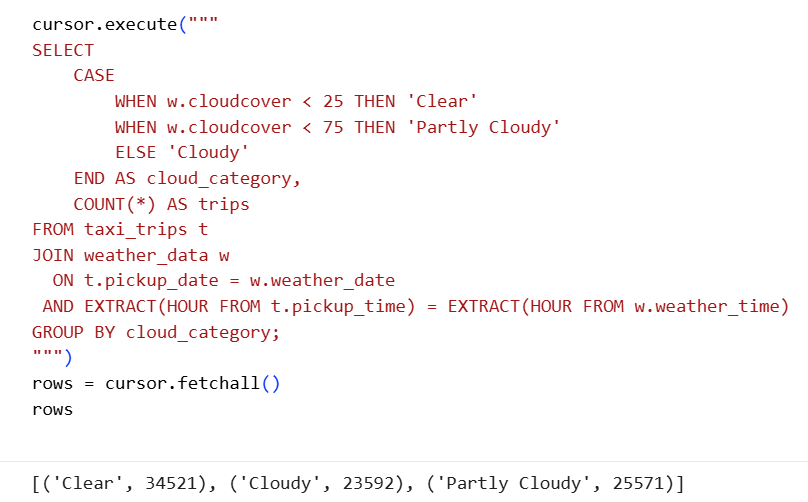 cursor.execute("""
SELECT
    CASE
        WHEN w.cloudcover < 25 THEN 'Clear'
        WHEN w.cloudcover < 75 THEN 'Partly Cloudy'
        ELSE 'Cloudy'
    END AS cloud_category,
    COUNT(*) AS trips
FROM taxi_trips t
JOIN weather_data w
  ON t.pickup_date = w.weather_date
 AND EXTRACT(HOUR FROM t.pickup_time) = EXTRACT(HOUR FROM w.weather_time)
GROUP BY cloud_category;
""")
rows = cursor.fetchall()
rows
[('Clear', 34521), ('Cloudy', 23592), ('Partly Cloudy', 25571)]